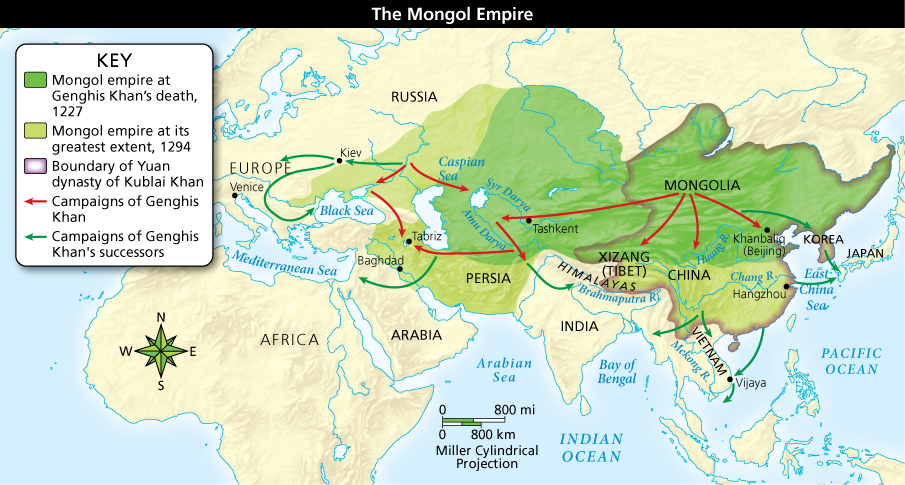 The Mongol Empire
KEY
Mongol empire at
Genghis Khan's death,
1227
Mongol empire at its
greatest extent, 1294
Boundary of Yuan
dynasty of Kublai Khan
Campaigns of Genghis
Khan
Campaigns of Genghis
Khan's successors
RUSSIA
Kiev
EUROPE
Venice
Caspian
Sea
Syr Darya
MONGOLIA
Black Sea
Amu Darya
Tashkent
Tabriz
Khanbaliq
(Beijing)
KOREA
JAPAN
Huang R.
Mediterranean Sea
Baghdad
XIZANG
(TIBET)
PERSIA
HIMALAYAS
CHINA
Chang R.
East
China
Sea
Brahmaputra R.
Hangzhou
N
W
E
S
AFRICA
ARABIA
INDIA
VIETNAM
Mekong R.
Arabian
Sea
Bay of
Bengal
PACIFIC
OCEAN
Vijaya
0 800 mi
0 800 km
Miller Cylindrical
Projection
INDIAN
OCEAN